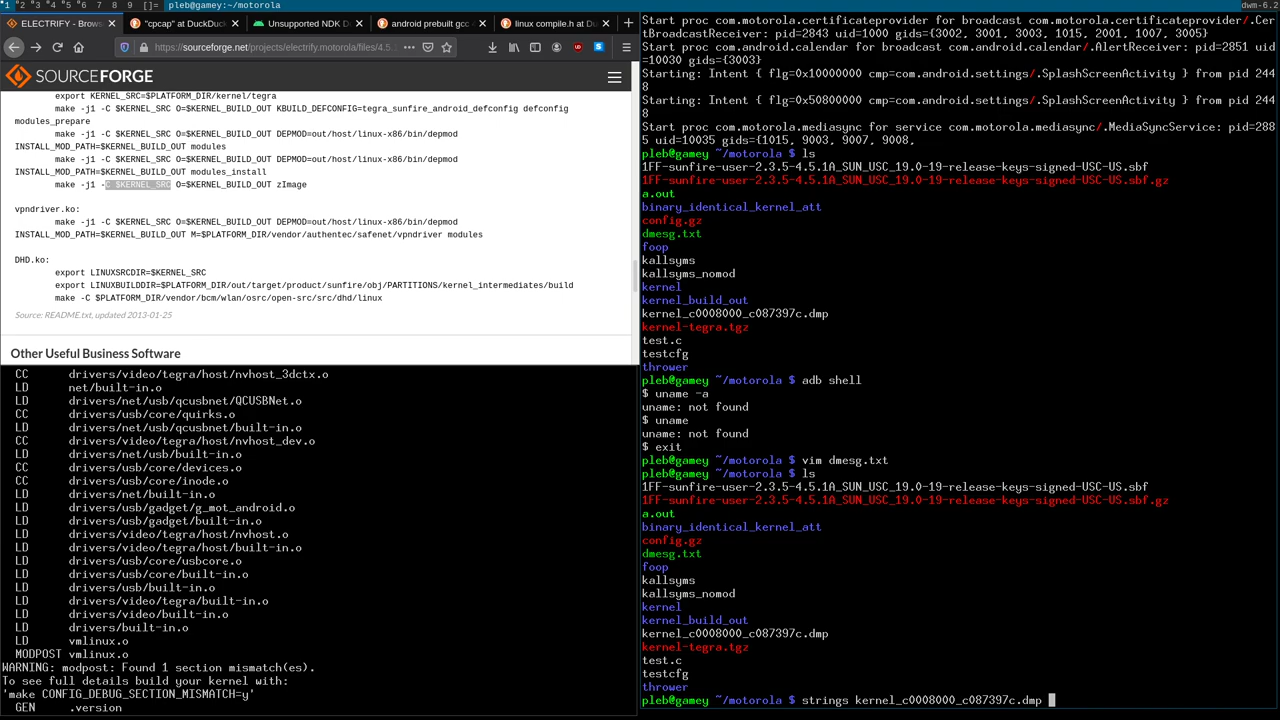 1 2 3 4 5 6 7 8 9 []= pleb@gamey:~/motorola dwm-6.2
ELECTRIFY - Brows "cpcap" at DuckDuc Unsupported NDK D android prebuilt gcc 4 linux compile.h at Du
https://sourceforge.net/projects/electrify.motorola/files/4.5.
SOURCEFORGE
export KERNEL_SRC=$PLATFORM_DIR/kernel/tegra
make -j1 -C $KERNEL_SRC O=$KERNEL_BUILD_OUT KBUILD_DEFCONFIG=tegra_sunfire_android_defconfig defconfig
modules_prepare
make -j1 -C $KERNEL_SRC O=$KERNEL_BUILD_OUT DEPMOD=out/host/linux-x86/bin/depmod
INSTALL_MOD_PATH=$KERNEL_BUILD_OUT modules
make -j1 -C $KERNEL_SRC O=$KERNEL_BUILD_OUT DEPMOD=out/host/linux-x86/bin/depmod
INSTALL_MOD_PATH=$KERNEL_BUILD_OUT modules_install
make -j1 -C $KERNEL_SRC O=$KERNEL_BUILD_OUT zImage
vpndriver.ko:
make -j1 -C $KERNEL_SRC O=$KERNEL_BUILD_OUT DEPMOD=out/host/linux-x86/bin/depmod
INSTALL_MOD_PATH=$KERNEL_BUILD_OUT M=$PLATFORM_DIR/vendor/authentec/safenet/vpndriver modules
DHD.ko:
export LINUXSRCDIR=$KERNEL_SRC
export LINUXBUILDDIR=$PLATFORM_DIR/out/target/product/sunfire/obj/PARTITIONS/kernel_intermediates/build
make -C $PLATFORM_DIR/vendor/bcm/wlan/osrc/open-src/src/dhd/linux
Source: README.txt, updated 2013-01-25
Other Useful Business Software
CC drivers/video/tegra/host/nvhost_3dctx.o
LD net/built-in.o
LD drivers/net/usb/qcusbnet/QCUSBNet.o
CC drivers/usb/core/quirks.o
LD drivers/net/usb/qcusbnet/built-in.o
CC drivers/video/tegra/host/nvhost_dev.o
LD drivers/net/usb/built-in.o
CC drivers/usb/core/devices.o
CC drivers/usb/core/inode.o
LD drivers/net/built-in.o
LD drivers/usb/gadget/g_mot_android.o
LD drivers/usb/gadget/built-in.o
LD drivers/video/tegra/host/nvhost.o
LD drivers/video/tegra/host/built-in.o
LD drivers/usb/core/usbcore.o
LD drivers/usb/core/built-in.o
LD drivers/usb/built-in.o
LD drivers/video/tegra/built-in.o
LD drivers/video/built-in.o
LD drivers/built-in.o
LD vmlinux.o
MODPOST vmlinux.o
WARNING: modpost: Found 1 section mismatch(es).
To see full details build your kernel with:
'make CONFIG_DEBUG_SECTION_MISMATCH=y'
GEN .version
Start proc com.motorola.certificateprovider for broadcast com.motorola.certificateprovider/.Cer
tBroadcastReceiver: pid=2843 uid=1000 gids={3002, 3001, 3003, 1015, 2001, 1007, 3005}
Start proc com.android.calendar for broadcast com.android.calendar/.AlertReceiver: pid=2851 uid
=10030 gids={3003}
Starting: Intent { flg=0x10000000 cmp=com.android.settings/.SplashScreenActivity } from pid 244
8
Starting: Intent { flg=0x50800000 cmp=com.android.settings/.SplashScreenActivity } from pid 244
8
Start proc com.motorola.mediasync for service com.motorola.mediasync/.MediaSyncService: pid=288
5 uid=10035 gids={1015, 9003, 9007, 9008,
pleb@gamey ~/motorola $ ls
1FF-sunfire-user-2.3.5-4.5.1A_SUN_USC_19.0-19-release-keys-signed-USC-US.sbf
1FF-sunfire-user-2.3.5-4.5.1A_SUN_USC_19.0-19-release-keys-signed-USC-US.sbf.gz
a.out
binary_identical_kernel_att
config.gz
dmesg.txt
foop
kallsyms
kallsyms_nomod
kernel
kernel_build_out
kernel_c0008000_c087397c.dmp
kernel-tegra.tgz
test.c
testcfg
thrower
pleb@gamey ~/motorola $ adb shell
$ uname -a
uname: not found
$ uname
uname: not found
$ exit
pleb@gamey ~/motorola $ vim dmesg.txt
pleb@gamey ~/motorola $ ls
1FF-sunfire-user-2.3.5-4.5.1A_SUN_USC_19.0-19-release-keys-signed-USC-US.sbf
1FF-sunfire-user-2.3.5-4.5.1A_SUN_USC_19.0-19-release-keys-signed-USC-US.sbf.gz
a.out
binary_identical_kernel_att
config.gz
dmesg.txt
foop
kallsyms
kallsyms_nomod
kernel
kernel_build_out
kernel_c0008000_c087397c.dmp
kernel-tegra.tgz
test.c
testcfg
thrower
pleb@gamey ~/motorola $ strings kernel_c0008000_c087397c.dmp